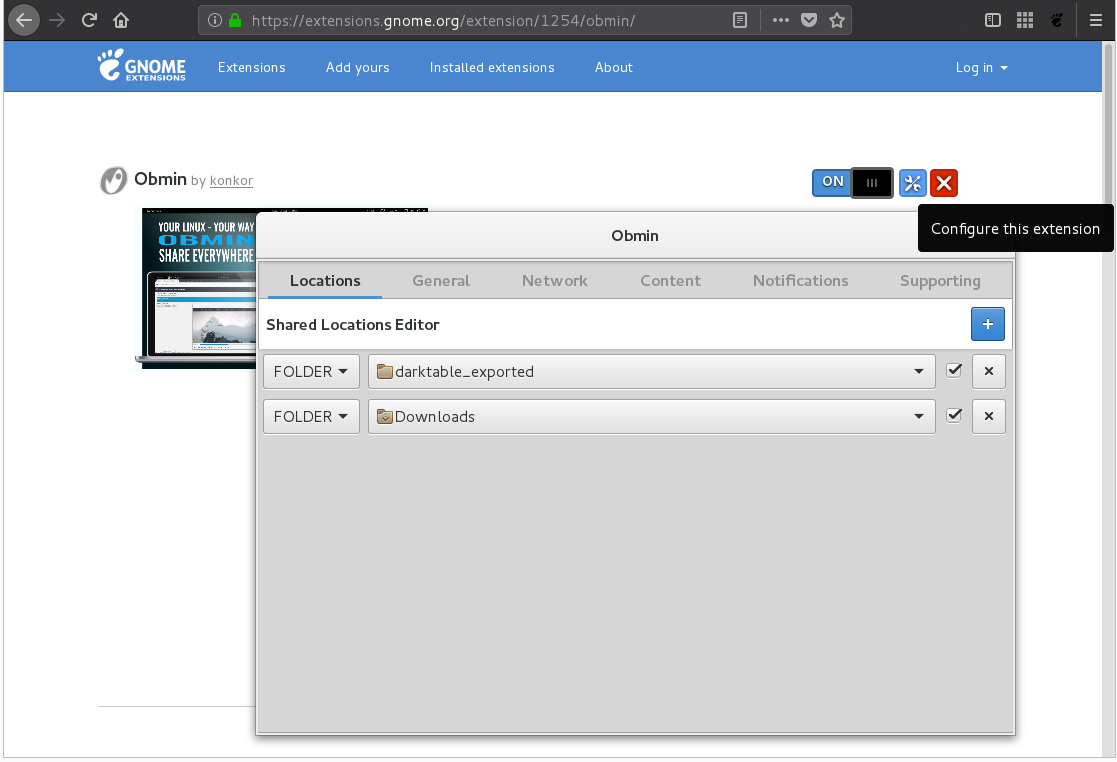 https://extensions.gnome.org/extension/1254/obmin/
GNOME
EXTENSIONS
Extensions
Add yours
Installed extensions
About
Log in
Obmin by konkor
ON
Configure this extension
YOUR LINUX - YOUR WAY
OBMIN
SHARE EVERYWHERE
Obmin
Locations
General
Network
Content
Notifications
Supporting
Shared Locations Editor
+
FOLDER
darktable_exported
FOLDER
Downloads